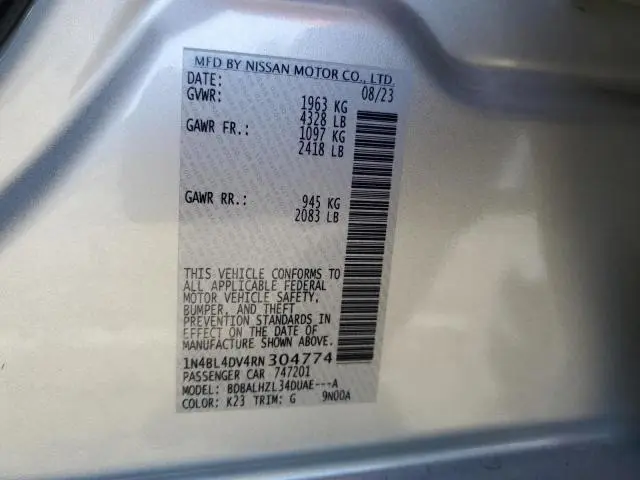 MFD BY NISSAN MOTOR CO., LTD.
DATE: 08/23
GVWR: 1963 KG
4328 LB
GAWR FR.: 1097 KG
2418 LB
GAWR RR.: 945 KG
2083 LB
THIS VEHICLE CONFORMS TO
ALL APPLICABLE FEDERAL
MOTOR VEHICLE SAFETY,
BUMPER, AND THEFT
PREVENTION STANDARDS IN
EFFECT ON THE DATE OF
MANUFACTURE SHOWN ABOVE.
1N4BL4DV4RN304774
PASSENGER CAR 747201
MODEL: BDBALHZL34DUAE---A
COLOR: K23 TRIM: G 9N00A